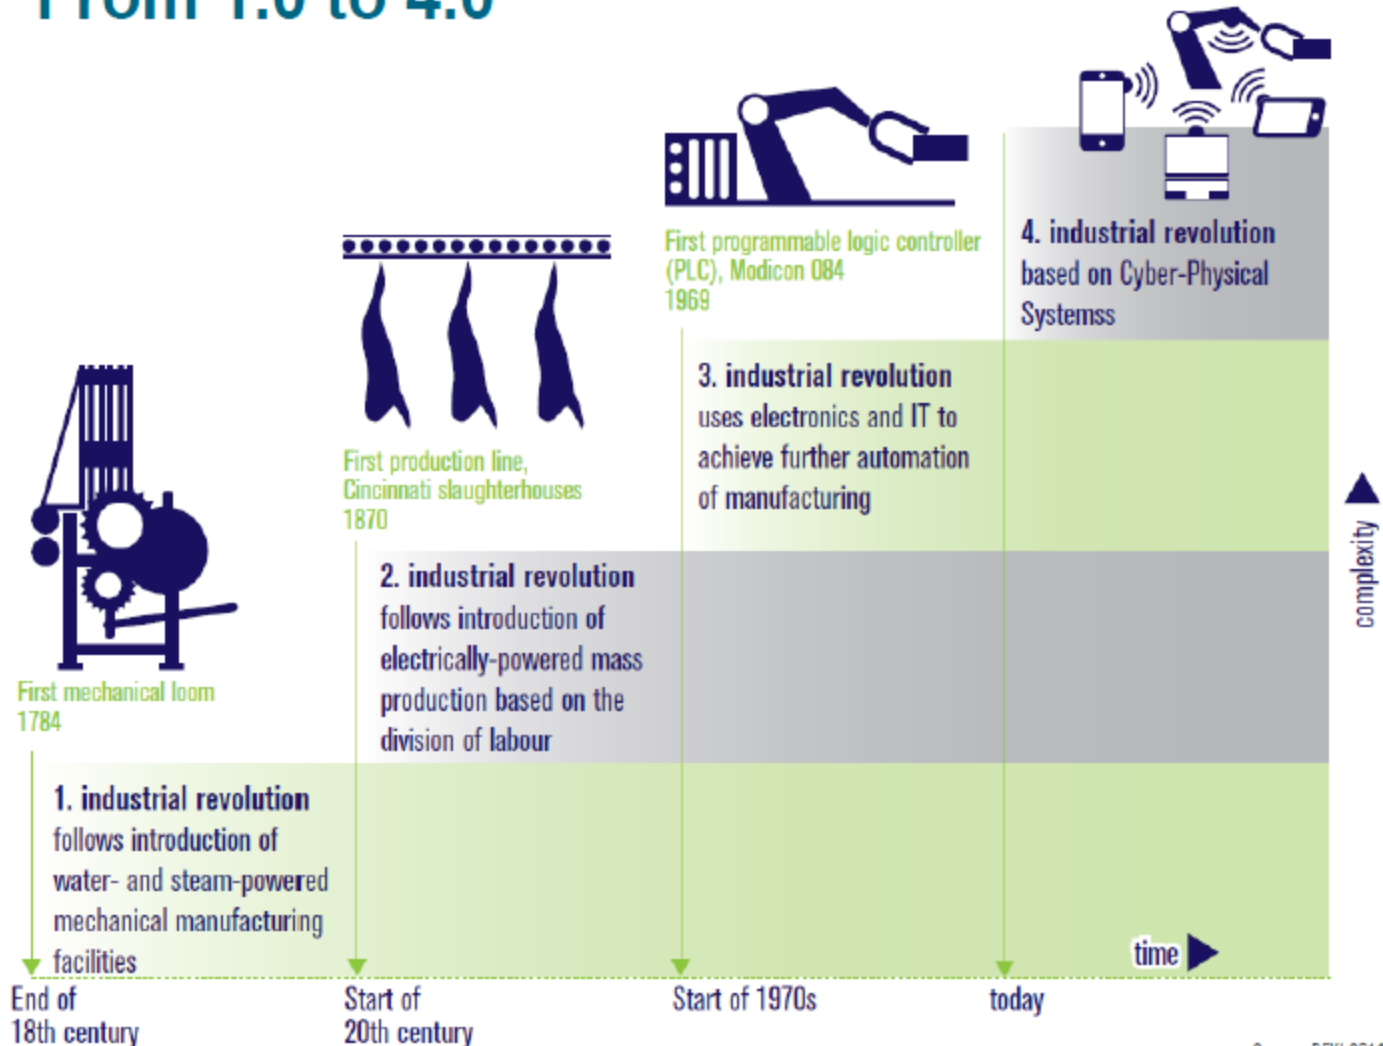 From 1.0 to 4.0
First programmable logic controller
(PLC), Modicon 084
1969
4. industrial revolution
based on Cyber-Physical
Systemss
3. industrial revolution
uses electronics and IT to
achieve further automation
of manufacturing
First production line,
Cincinnati slaughterhouses
1870
2. industrial revolution
follows introduction of
electrically-powered mass
production based on the
division of labour
First mechanical loom
1784
1. industrial revolution
follows introduction of
water- and steam-powered
mechanical manufacturing
facilities
complexity
time
End of
18th century
Start of
20th century
Start of 1970s
today